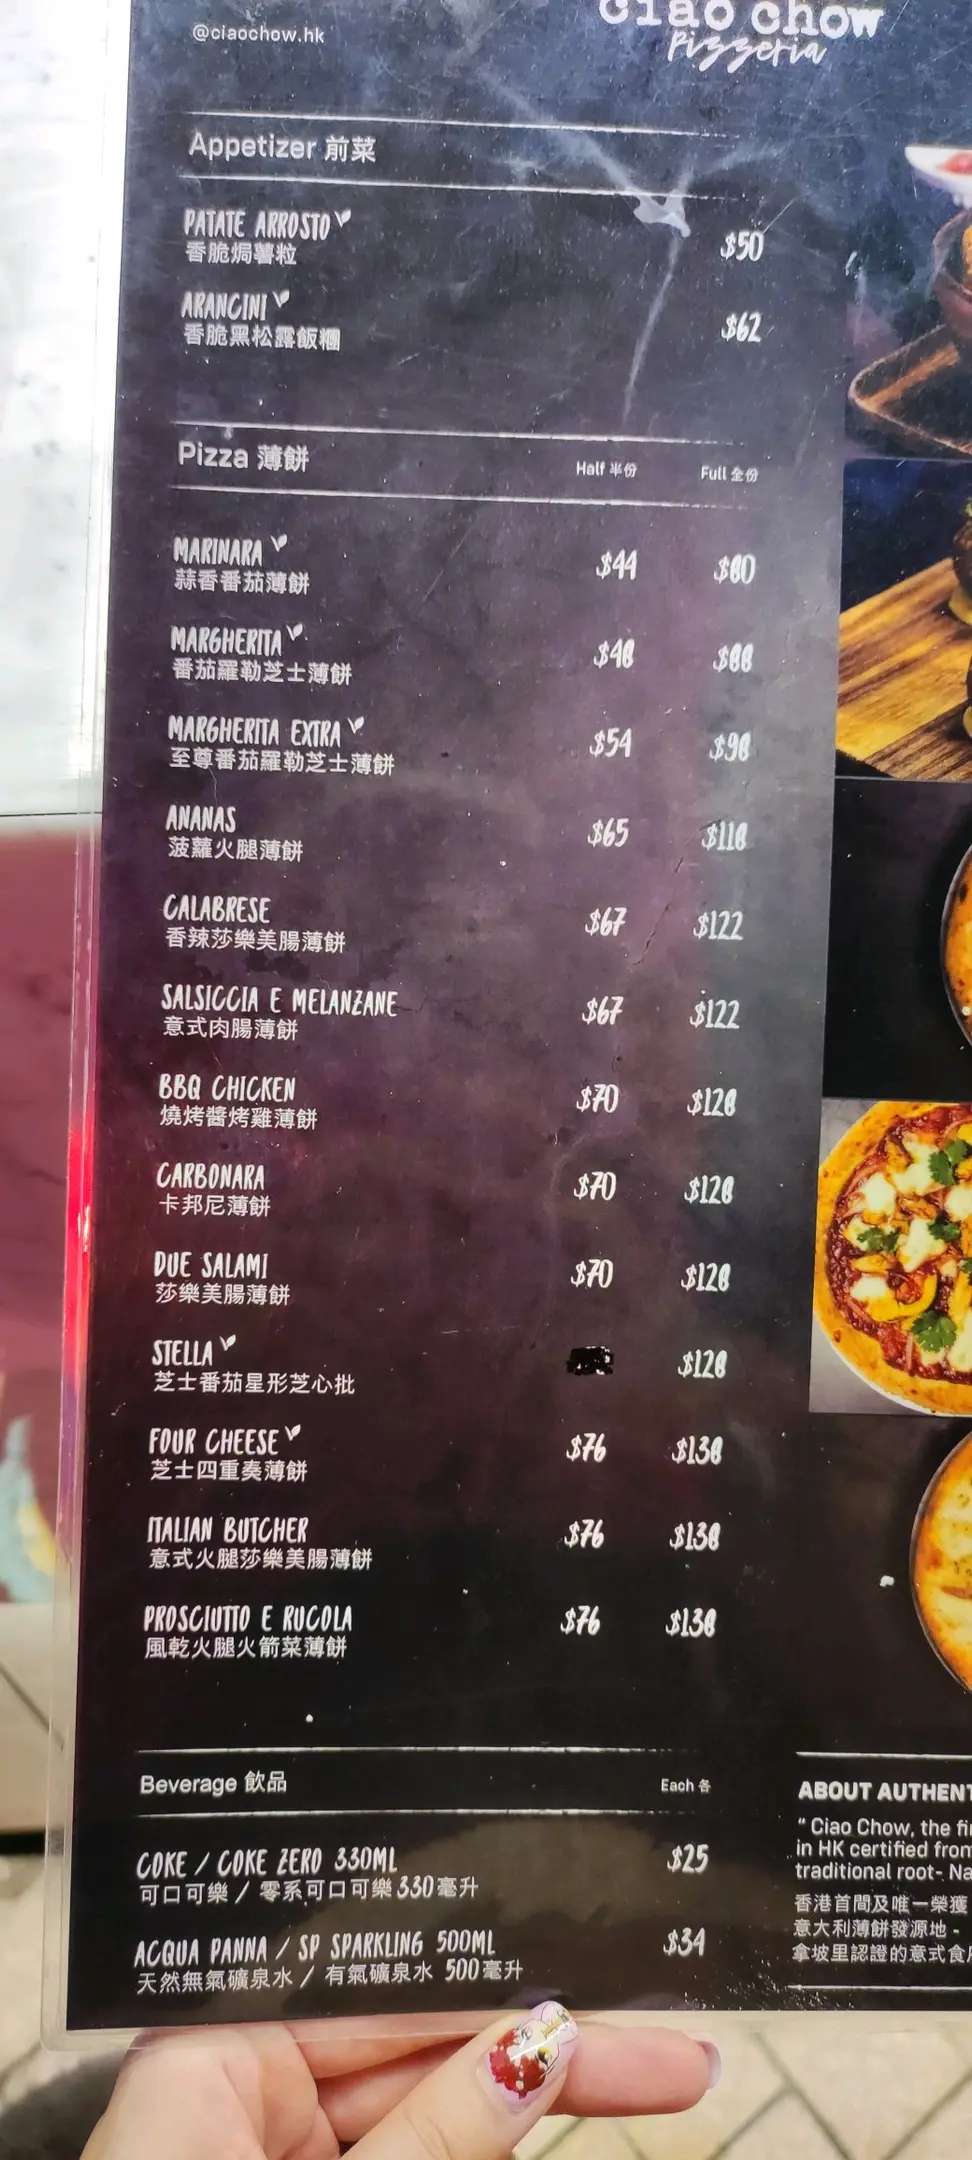 @ciaochow.hk
ciao chow
Pizzeria
Appetizer 前菜
PATATE ARROSTO
香脆焗薯粒
$50
ARANCINI
香脆黑松露飯糰
$62
Pizza 薄餅 Half 半份 Full 全份
MARINARA
蒜香番茄薄餅
$44 $80
MARGHERITA
番茄羅勒芝士薄餅
$48 $88
MARGHERITA EXTRA
至尊番茄羅勒芝士薄餅
$54 $98
ANANAS
菠蘿火腿薄餅
$65 $118
CALABRESE
香辣莎樂美腸薄餅
$67 $122
SALSICCIA E MELANZANE
意式肉腸薄餅
$67 $122
BBQ CHICKEN
燒烤醬烤雞薄餅
$70 $128
CARBONARA
卡邦尼薄餅
$70 $128
DUE SALAMI
莎樂美腸薄餅
$70 $128
STELLA
芝士番茄星形芝心批
$128
FOUR CHEESE
芝士四重奏薄餅
$76 $138
ITALIAN BUTCHER
意式火腿莎樂美腸薄餅
$76 $138
PROSCIUTTO E RUCOLA
風乾火腿火箭菜薄餅
$76 $138
Beverage 飲品 Each 各
COKE / COKE ZERO 330ML
可口可樂 / 零系可口可樂 330毫升
$25
ACQUA PANNA / SP SPARKLING 500ML
天然無氣礦泉水 / 有氣礦泉水 500毫升
$34
ABOUT AUTHENT
“ Ciao Chow, the fi
in HK certified from
traditional root- Na
香港首間及唯一榮獲
意大利薄餅發源地 -
拿坡里認證的意式食